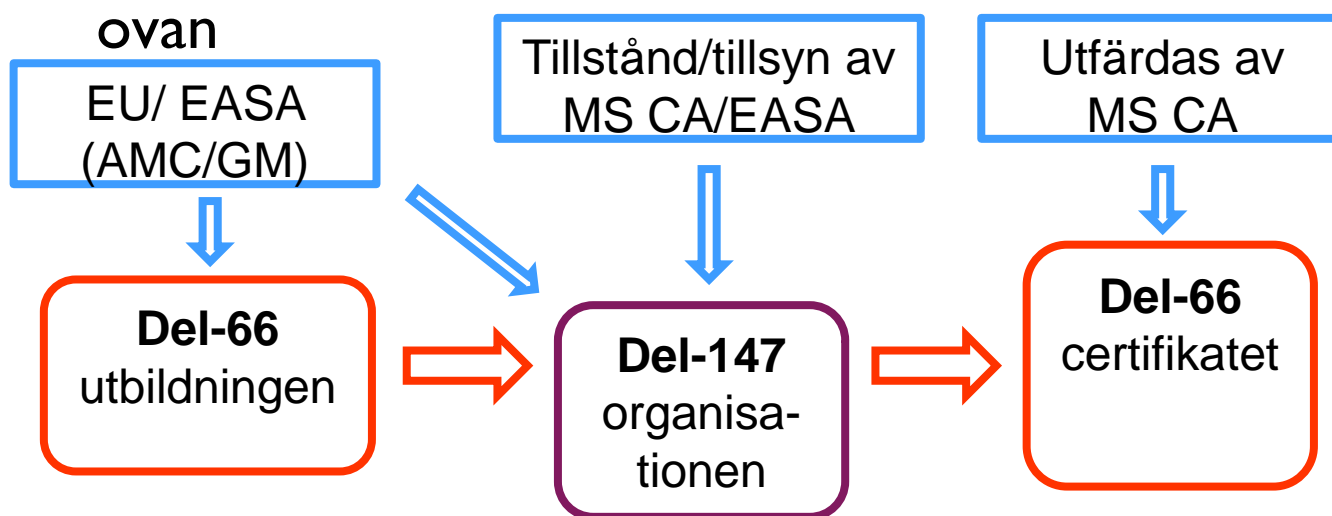 ovan
EU/ EASA
(AMC/GM)
Tillstånd/tillsyn av
MS CA/EASA
Utfärdas av
MS CA
Del-66
utbildningen
Del-147
organisa-
tionen
Del-66
certifikatet